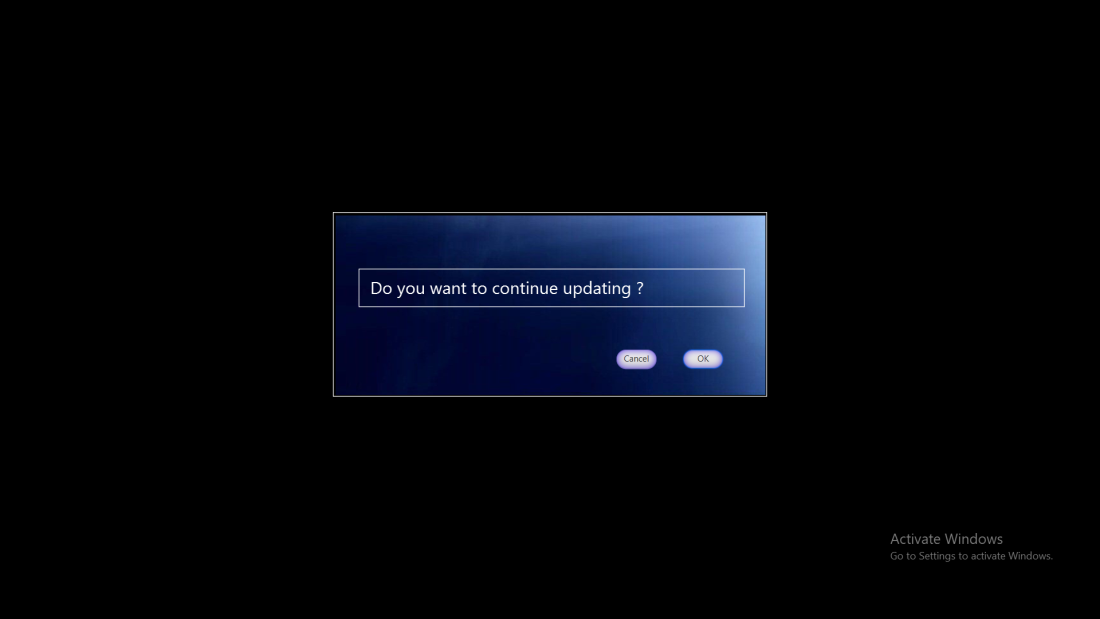 Do you want to continue updating ?
Cancel
OK
Activate Windows
Go to Settings to activate Windows.